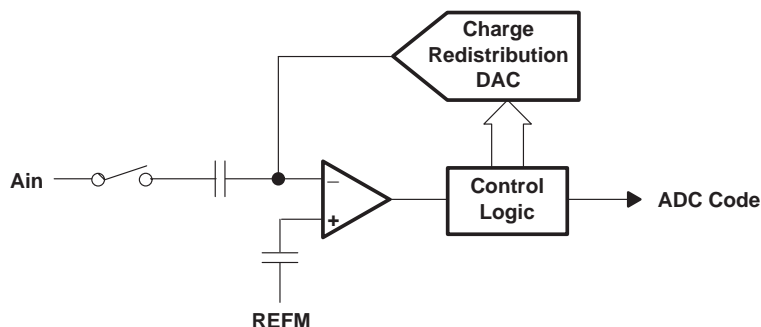 Charge
Redistribution
DAC
Ain
−
+
Control
Logic
ADC Code
REFM